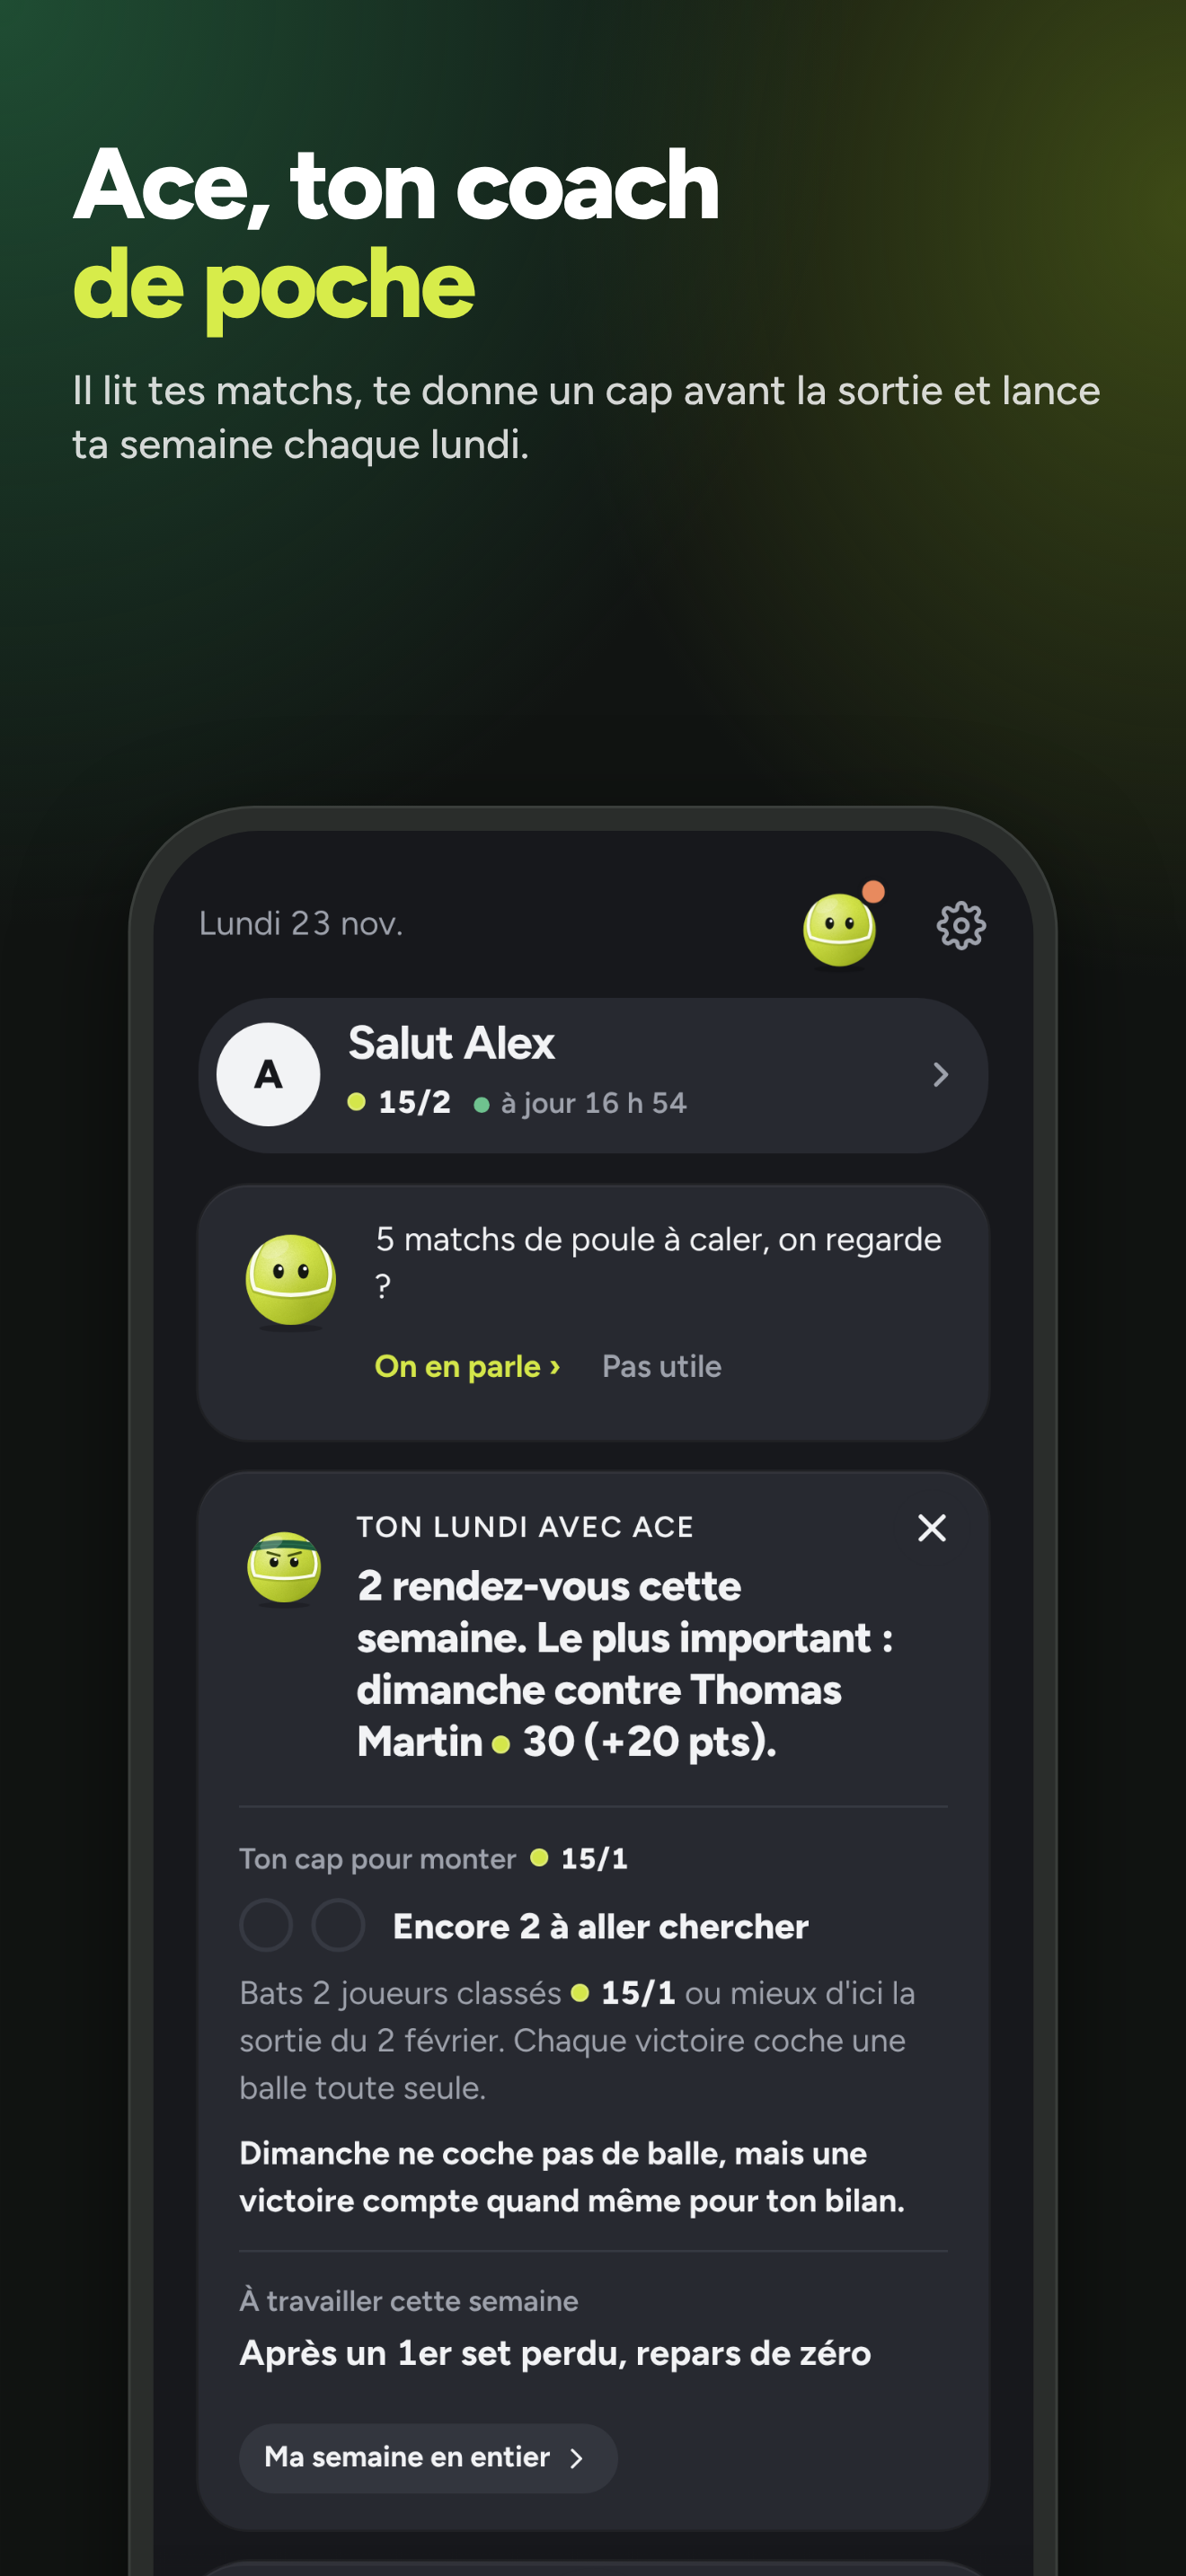 Ace, ton coach
de poche
Il lit tes matchs, te donne un cap avant la sortie et lance
ta semaine chaque lundi.
Lundi 23 nov.
A
Salut Alex
15/2 à jour 16 h 54
5 matchs de poule à caler, on regarde
?
On en parle › Pas utile
TON LUNDI AVEC ACE
2 rendez-vous cette
semaine. Le plus important :
dimanche contre Thomas
Martin 30 (+20 pts).
Ton cap pour monter 15/1
Encore 2 à aller chercher
Bats 2 joueurs classés 15/1 ou mieux d'ici la
sortie du 2 février. Chaque victoire coche une
balle toute seule.
Dimanche ne coche pas de balle, mais une
victoire compte quand même pour ton bilan.
À travailler cette semaine
Après un 1er set perdu, repars de zéro
Ma semaine en entier